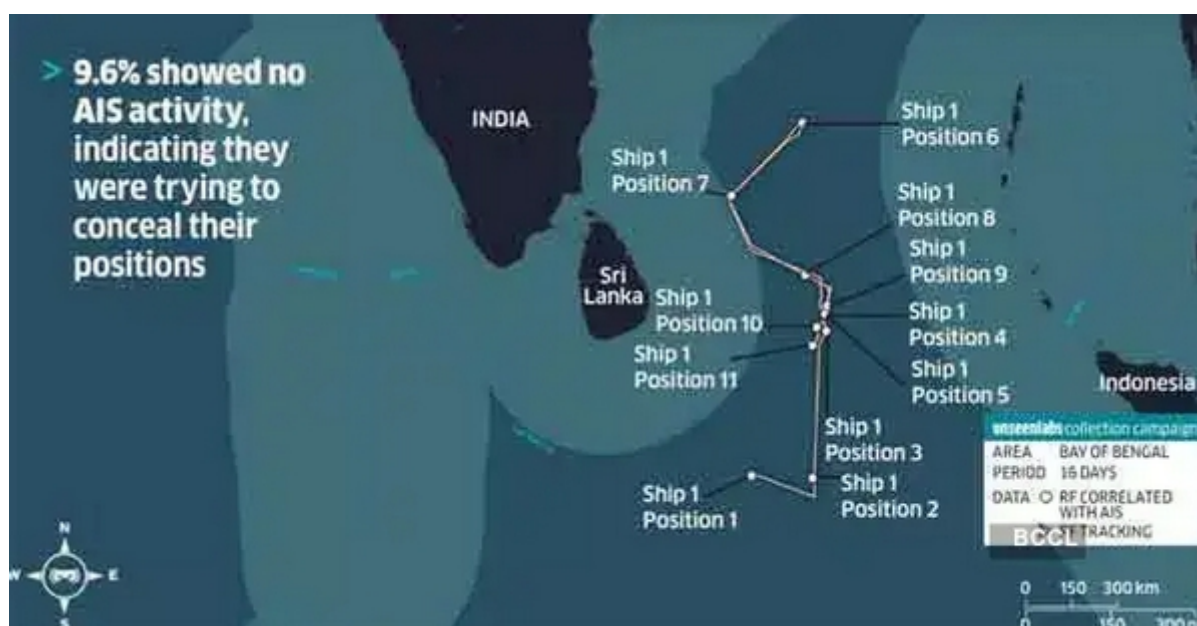 > 9.6% showed no
AIS activity,
indicating they
were trying to
conceal their
positions
INDIA
Sri
Lanka
Indonesia
Ship 1
Position 6
Ship 1
Position 7
Ship 1
Position 8
Ship 1
Position 9
Ship 1
Position 10
Ship 1
Position 4
Ship 1
Position 11
Ship 1
Position 5
Ship 1
Position 3
Ship 1
Position 2
Ship 1
Position 1
unseenlabs collection campaign
AREA BAY OF BENGAL
PERIOD 16 DAYS
DATA RF CORRELATED
WITH AIS
TRACKING
BCCL
N
W E
S
0 150 300 km
0 150